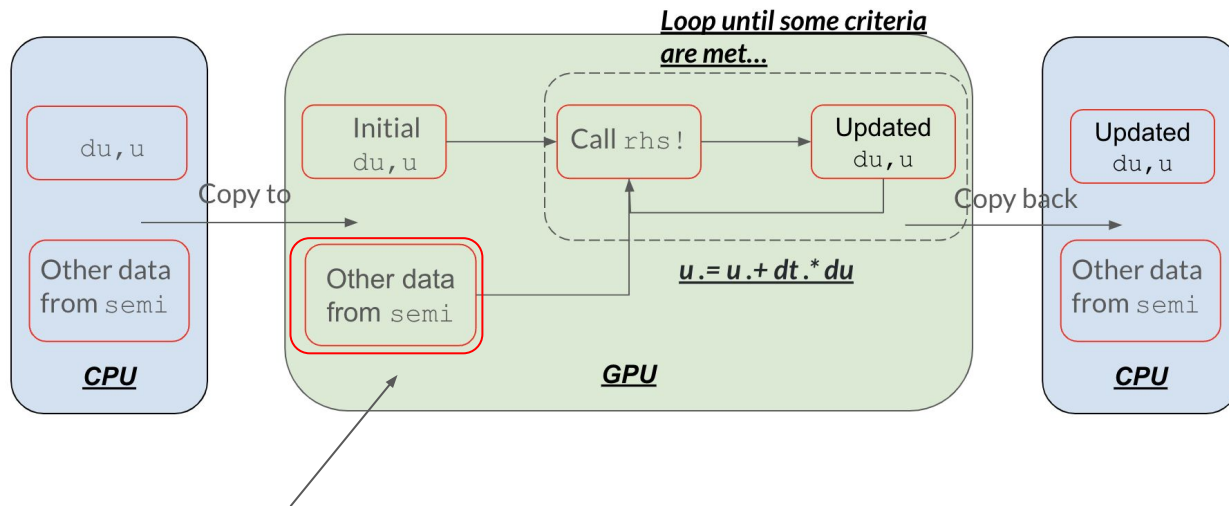 Loop until some criteria
are met...
du,u
Initial
du,u
Call rhs!
Updated
du,u
Updated
du,u
Copy to
Copy back
Other data
from semi
Other data
from semi
u .= u .+ dt .* du
Other data
from semi
CPU
GPU
CPU